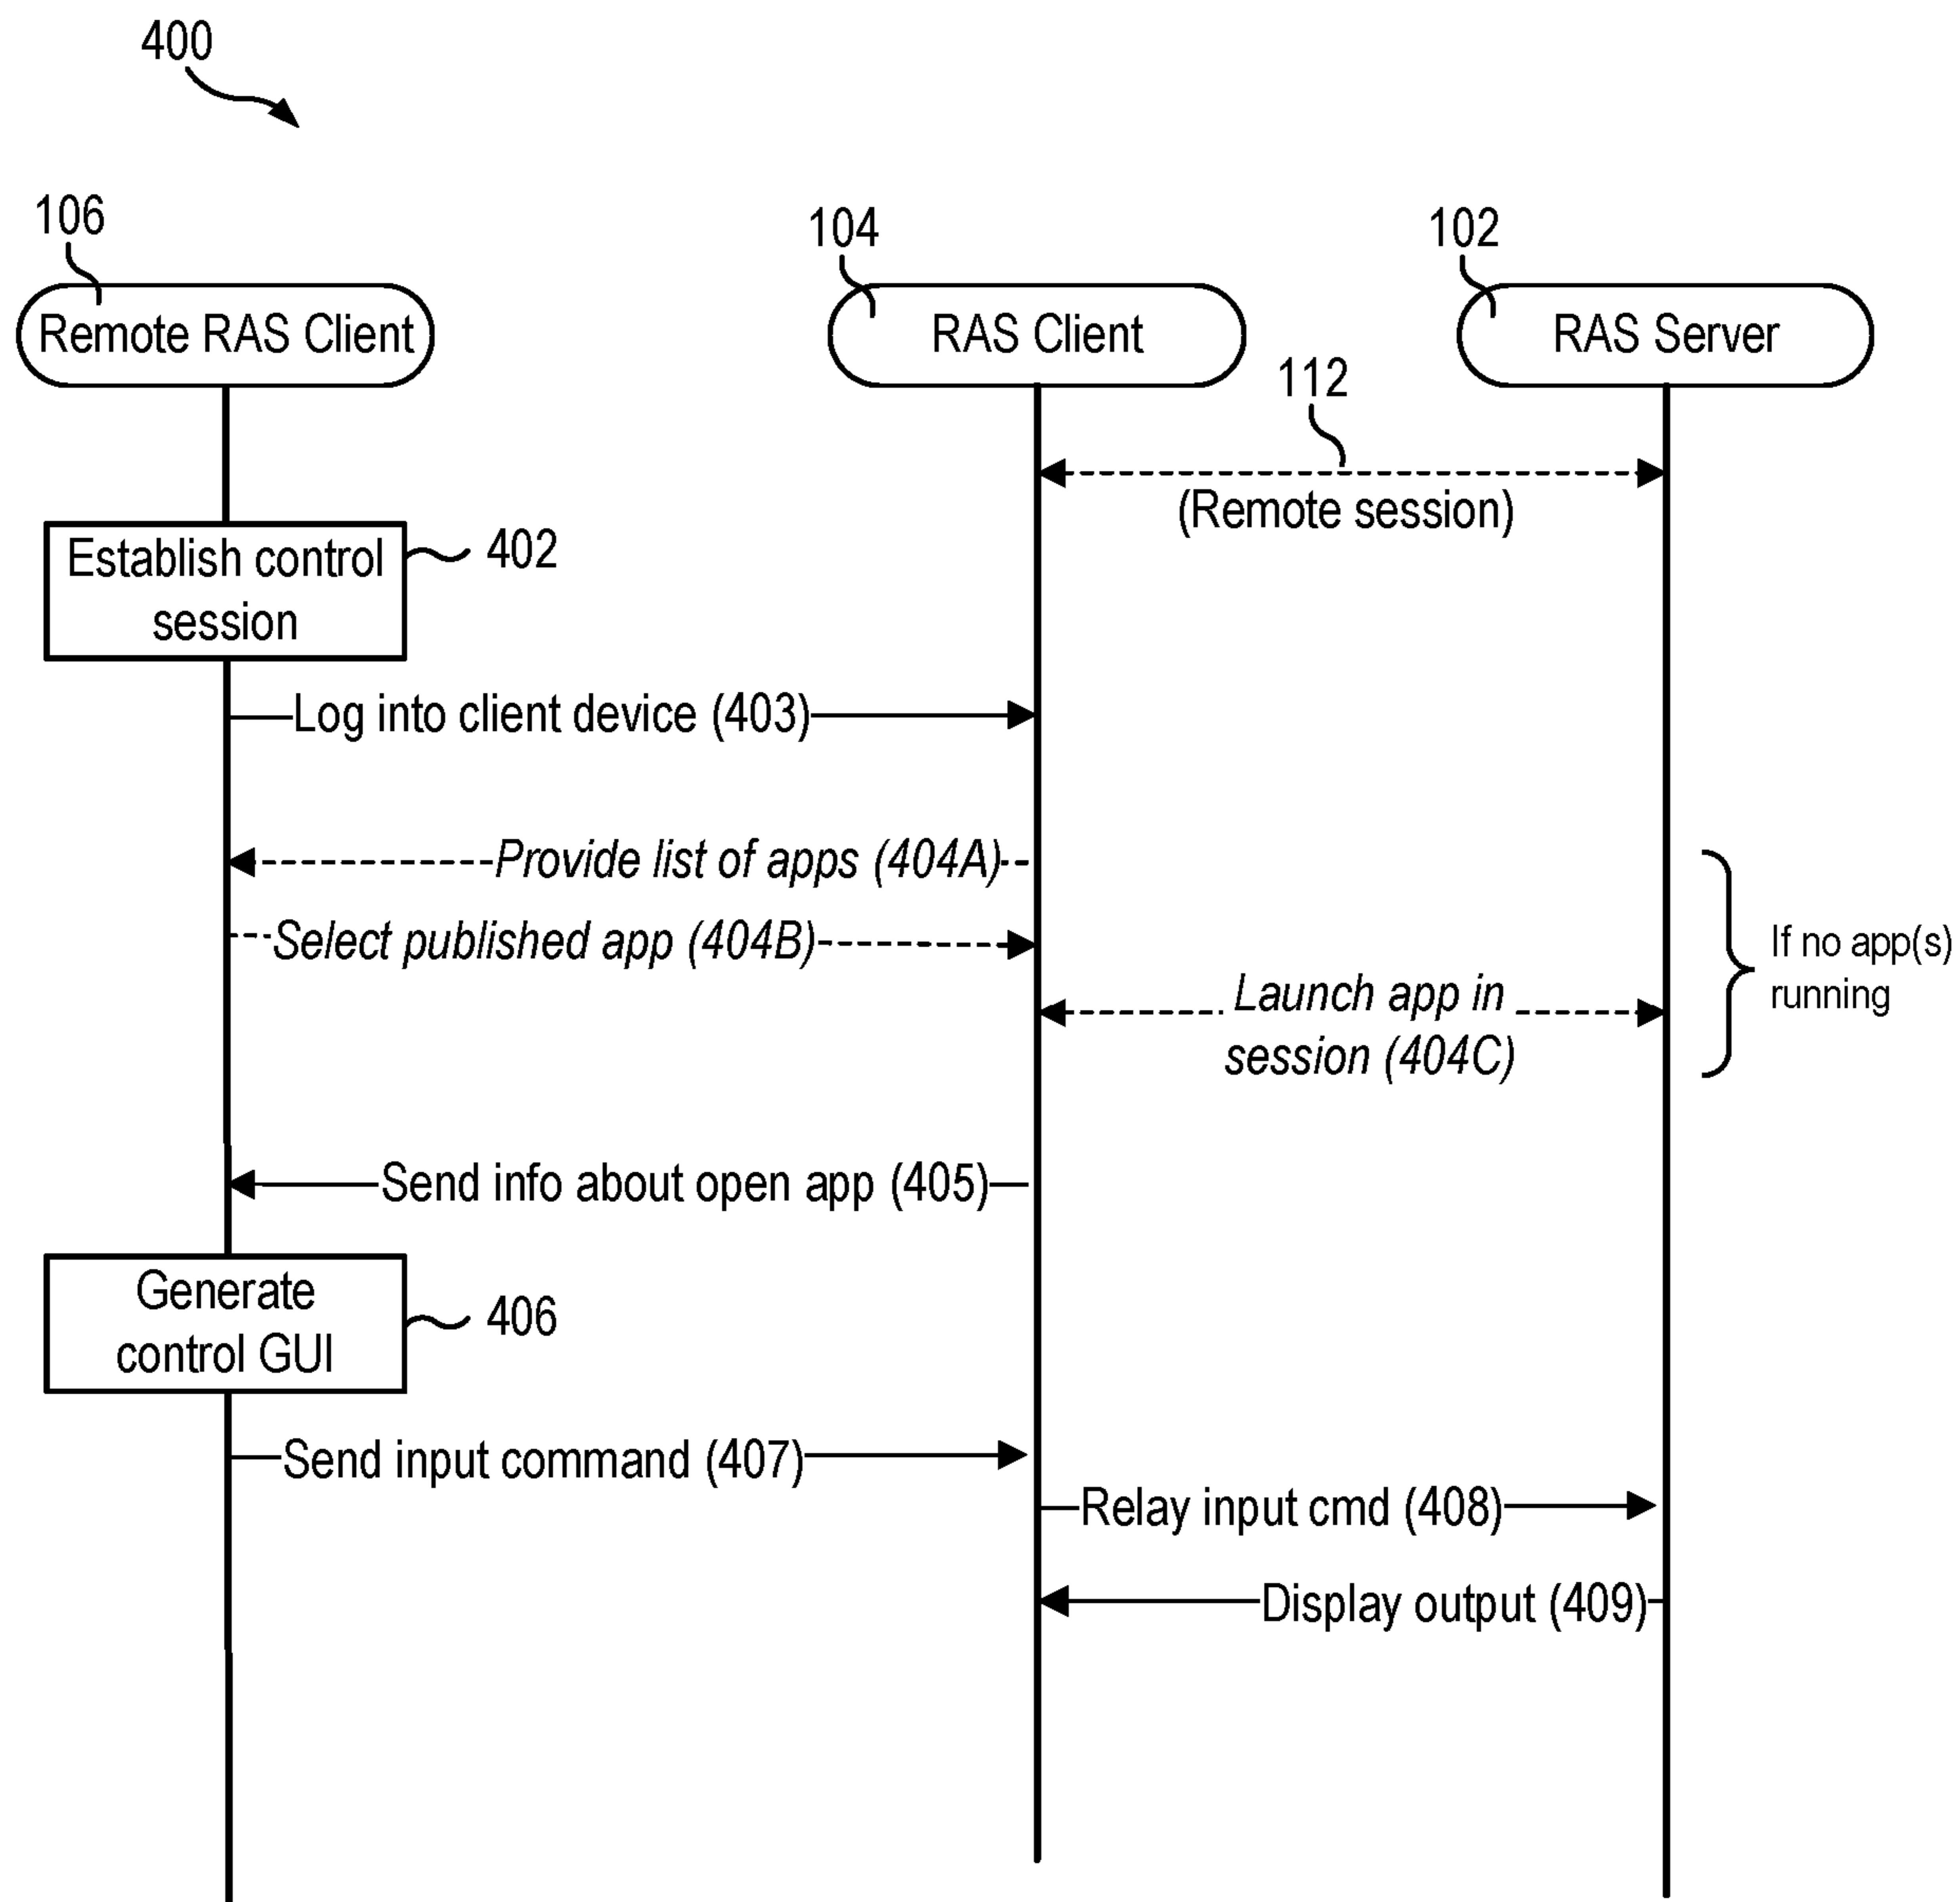 400
106
104
102
Remote RAS Client
RAS Client
RAS Server
112
(Remote session)
Establish control
session
402
Log into client device (403)
Provide list of apps (404A)
Select published app (404B)
If no app(s)
running
Launch app in
session (404C)
Send info about open app (405)
Generate
control GUI
406
Send input command (407)
Relay input cmd (408)
Display output (409)